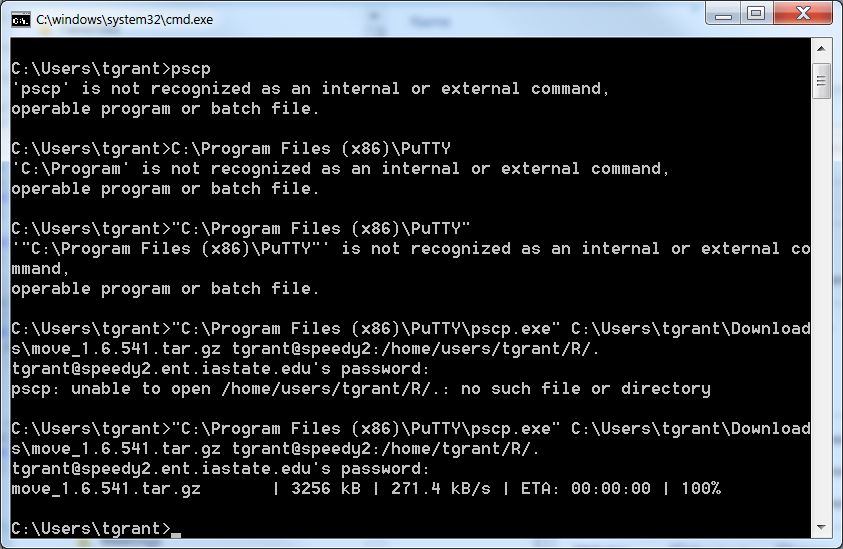 C:\windows\system32\cmd.exe
C:\Users\tgrant>pscp
'pscp' is not recognized as an internal or external command,
operable program or batch file.
C:\Users\tgrant>C:\Program Files (x86)\PuTTY
'C:\Program' is not recognized as an internal or external command,
operable program or batch file.
C:\Users\tgrant>"C:\Program Files (x86)\PuTTY"
'"C:\Program Files (x86)\PuTTY"' is not recognized as an internal or external co
mmand,
operable program or batch file.
C:\Users\tgrant>"C:\Program Files (x86)\PuTTY\pscp.exe" C:\Users\tgrant\Download
s\move_1.6.541.tar.gz tgrant@speedy2:/home/users/tgrant/R/.
tgrant@speedy2.ent.iastate.edu's password:
pscp: unable to open /home/users/tgrant/R/.: no such file or directory
C:\Users\tgrant>"C:\Program Files (x86)\PuTTY\pscp.exe" C:\Users\tgrant\Download
s\move_1.6.541.tar.gz tgrant@speedy2:/home/tgrant/R/.
tgrant@speedy2.ent.iastate.edu's password:
move_1.6.541.tar.gz       | 3256 kB | 271.4 kB/s | ETA: 00:00:00 | 100%
C:\Users\tgrant>_